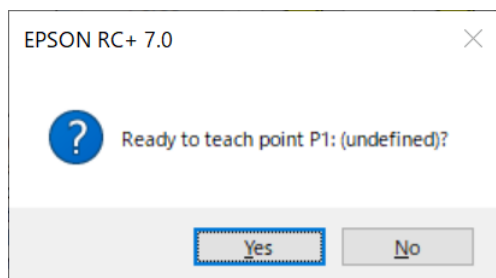 EPSON RC+ 7.0
Ready to teach point P1: (undefined)?
Yes
No